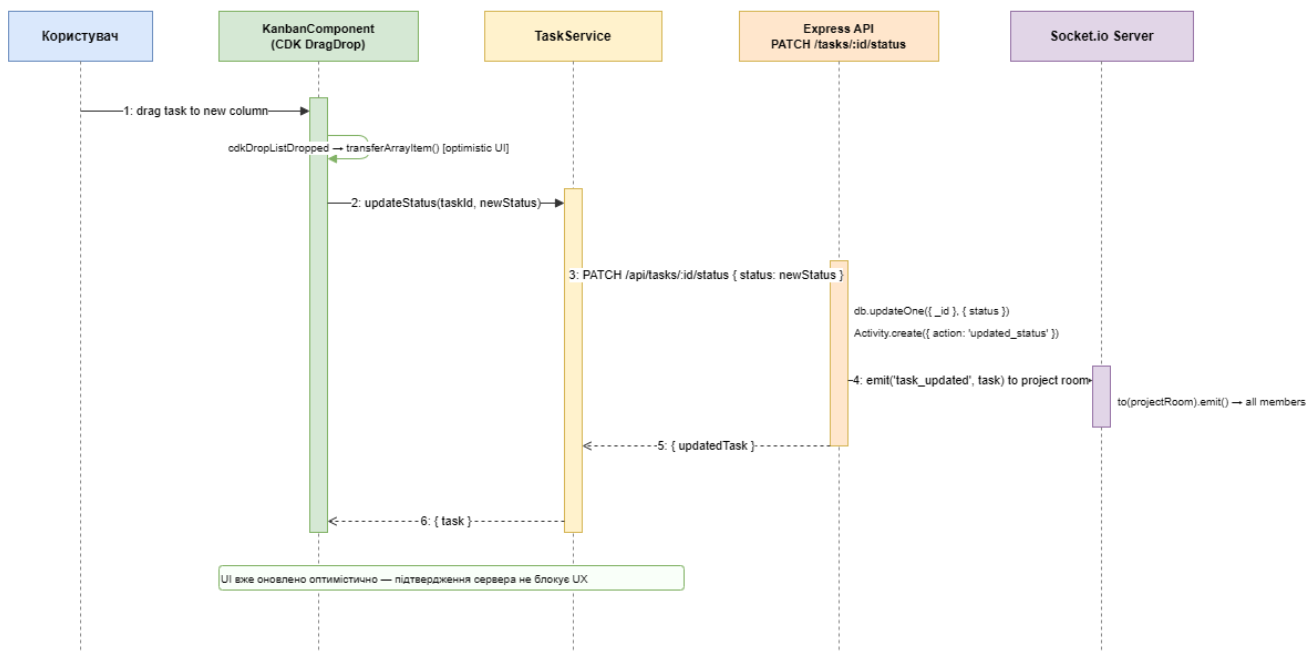 Користувач
KanbanComponent
(CDK DragDrop)
TaskService
Express API
PATCH /tasks/:id/status
Socket.io Server
1: drag task to new column
cdkDropListDropped → transferArrayItem() [optimistic UI]
2: updateStatus(taskId, newStatus)
3: PATCH /api/tasks/:id/status { status: newStatus }
db.updateOne({ _id }, { status })
Activity.create({ action: 'updated_status' })
4: emit('task_updated', task) to project room
to(projectRoom).emit() → all members
5: { updatedTask }
6: { task }
UI вже оновлено оптимістично — підтвердження сервера не блокує UX